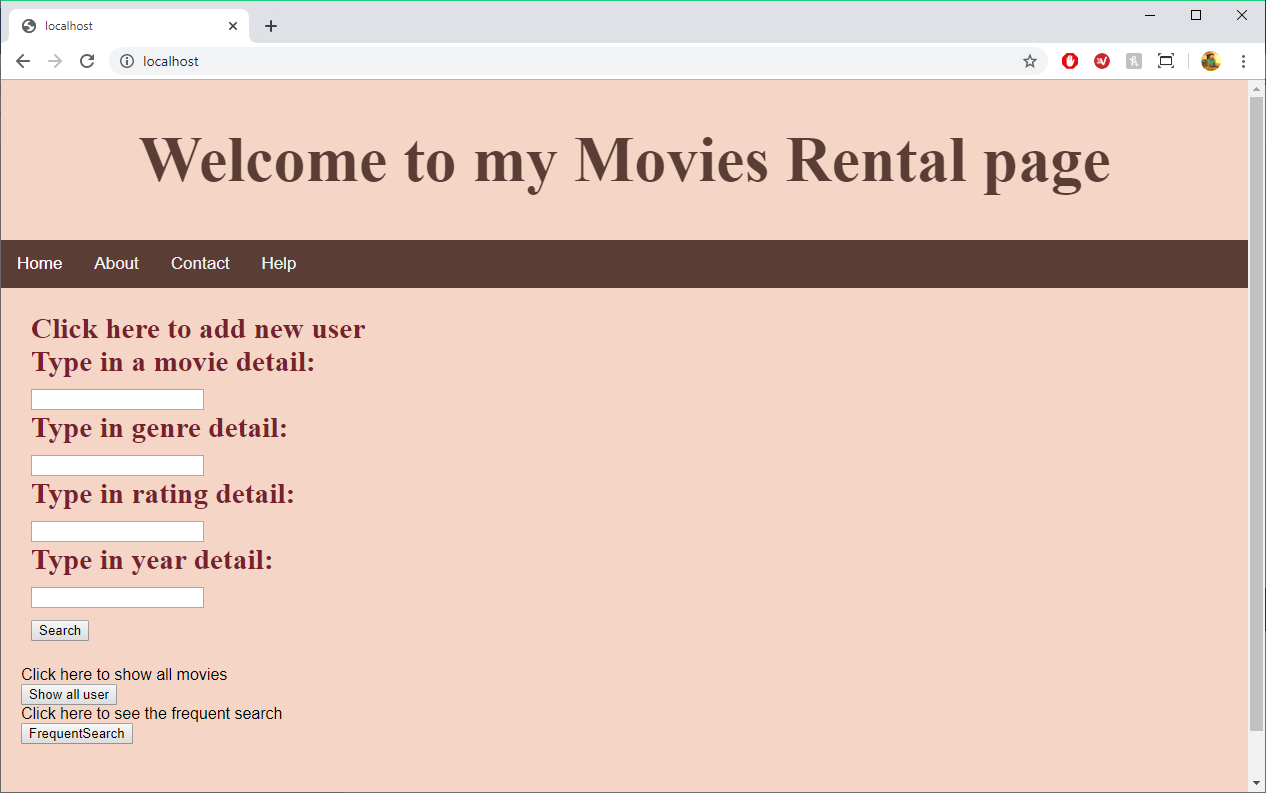 localhost
localhost
Welcome to my Movies Rental page
Home About Contact Help
Click here to add new user
Type in a movie detail:
Type in genre detail:
Type in rating detail:
Type in year detail:
Search
Click here to show all movies
Show all user
Click here to see the frequent search
FrequentSearch